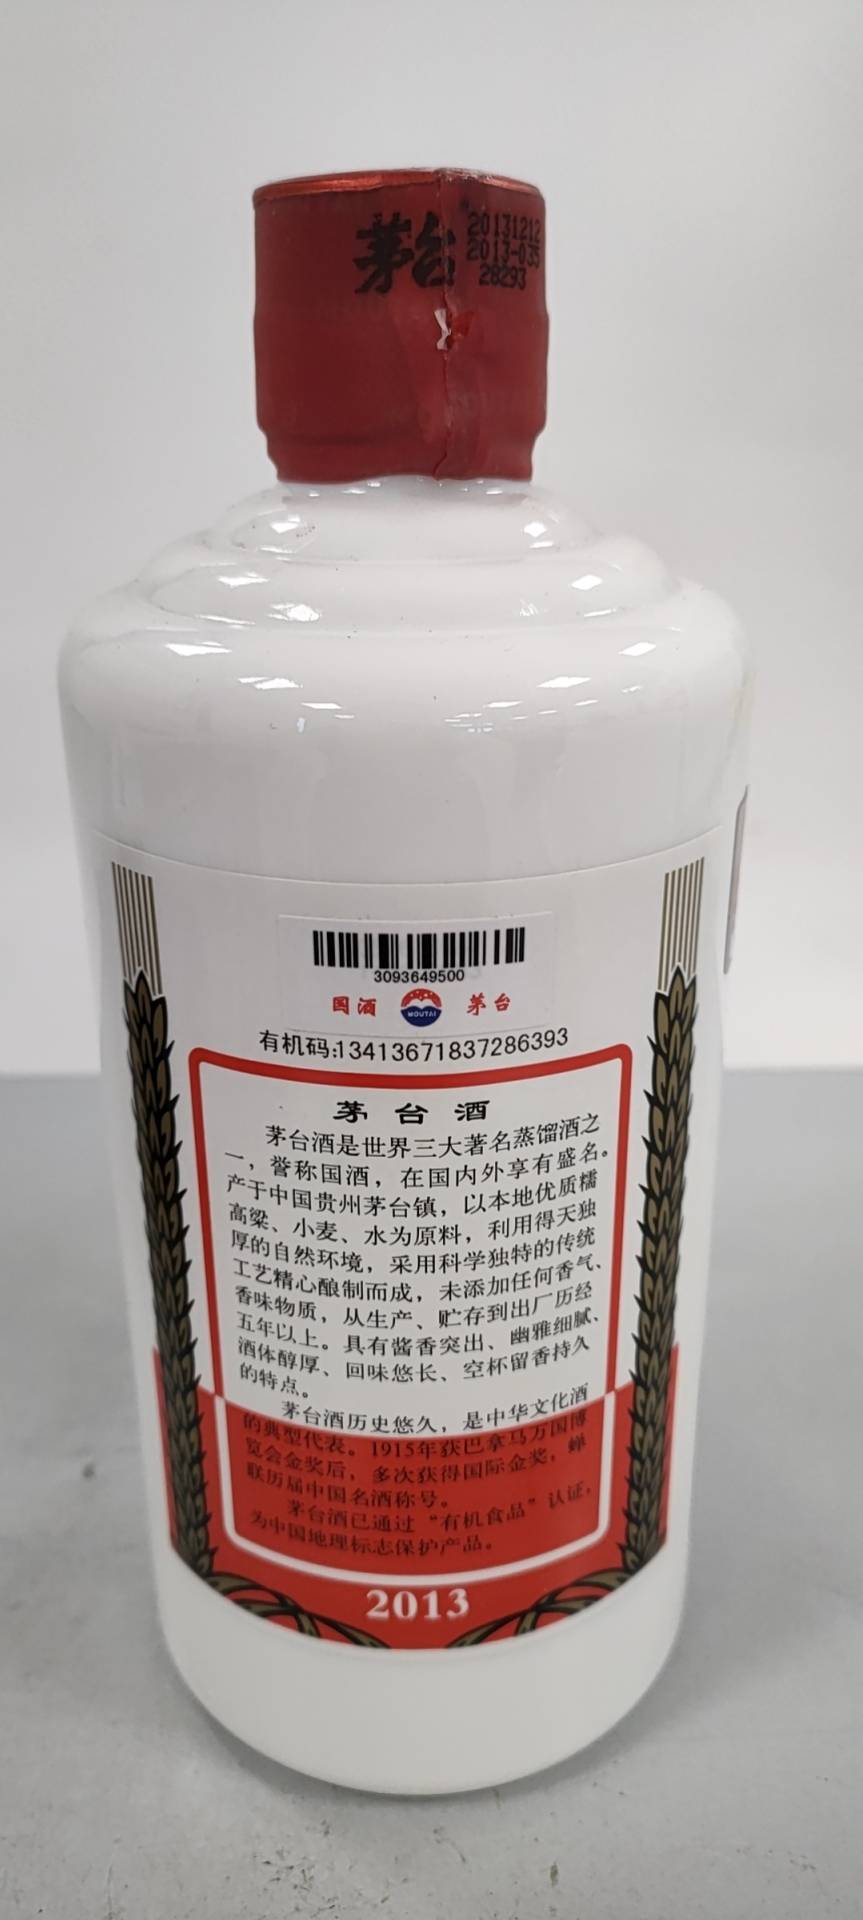 茅台
20131212
2013-035
28293
3093649500
国酒 MOUTAI 茅台
有机码:13413671837286393
茅台酒
茅台酒是世界三大著名蒸馏酒之
一，誉称国酒，在国内外享有盛名。
产于中国贵州茅台镇，以本地优质糯
高粱、小麦、水为原料，利用得天独
厚的自然环境，采用科学独特的传统
工艺精心酿制而成，未添加任何香气、
香味物质，从生产、贮存到出厂历经
五年以上。具有酱香突出、幽雅细腻、
酒体醇厚、回味悠长、空杯留香持久
的特点。
茅台酒历史悠久，是中华文化酒
的典型代表。1915年获巴拿马万国博
览会金奖后，多次获得国际金奖，蝉
联历届中国名酒称号。
茅台酒已通过“有机食品”认证，
为中国地理标志保护产品。
2013